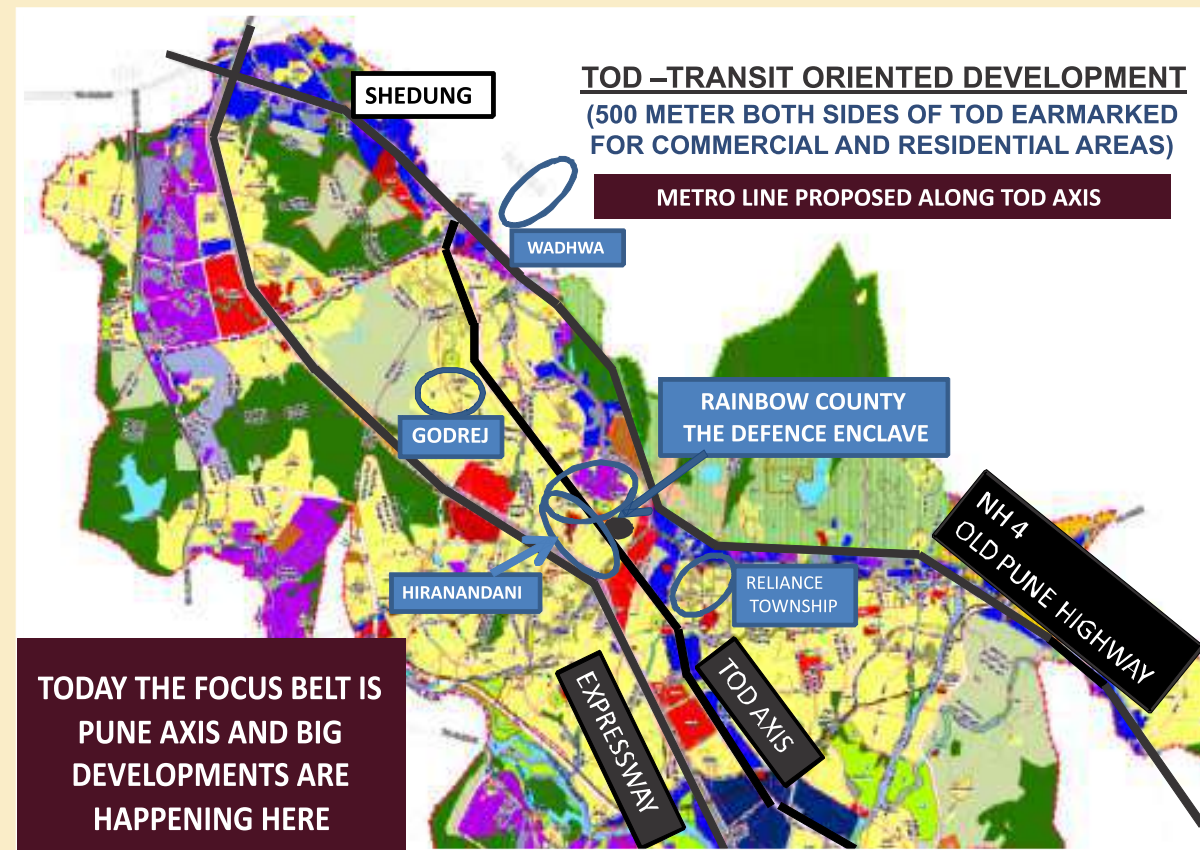 TOD –TRANSIT ORIENTED DEVELOPMENT
(500 METER BOTH SIDES OF TOD EARMARKED
FOR COMMERCIAL AND RESIDENTIAL AREAS)
METRO LINE PROPOSED ALONG TOD AXIS
SHEDUNG
WADHWA
RAINBOW COUNTY
THE DEFENCE ENCLAVE
GODREJ
HIRANANDANI
RELIANCE
TOWNSHIP
NH 4
OLD PUNE HIGHWAY
EXPRESSWAY
TOD AXIS
TODAY THE FOCUS BELT IS
PUNE AXIS AND BIG
DEVELOPMENTS ARE
HAPPENING HERE